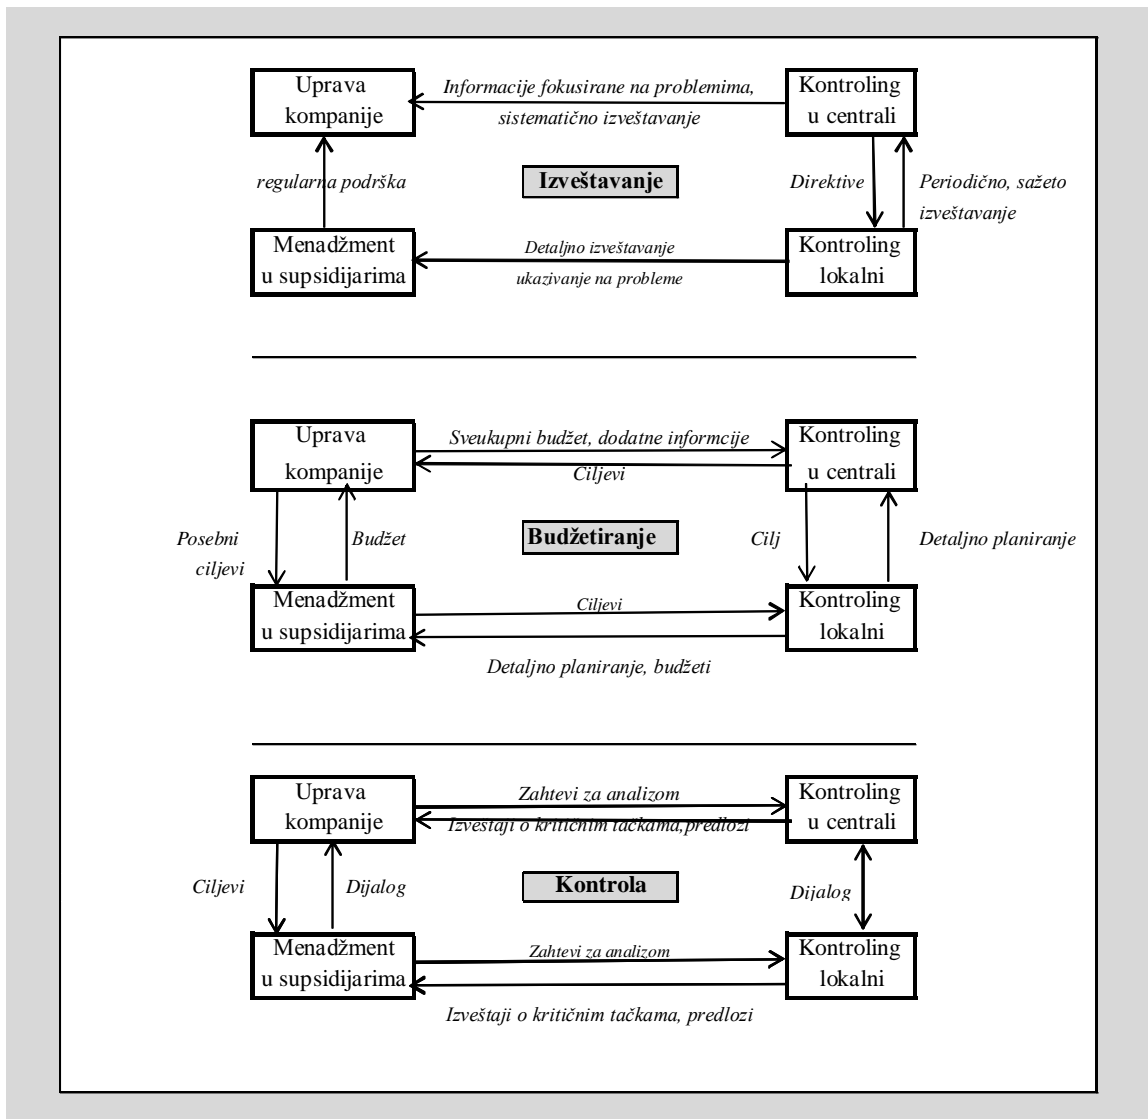 Uprava
kompanije
Informacije fokusirane na problemima,
sistematično izveštavanje
Kontroling
u centrali
regularna podrška
Izveštavanje
Direktive
Periodično, sažeto
izveštavanje
Menadžment
u supsidijarima
Detaljno izveštavanje
ukazivanje na probleme
Kontroling
lokalni
Uprava
kompanije
Sveukupni budžet, dodatne informcije
Ciljevi
Kontroling
u centrali
Posebni
ciljevi
Budžet
Budžetiranje
Cilj
Detaljno planiranje
Menadžment
u supsidijarima
Ciljevi
Kontroling
lokalni
Detaljno planiranje, budžeti
Uprava
kompanije
Zahtevi za analizom
Izveštaji o kritičnim tačkama,predlozi
Kontroling
u centrali
Ciljevi
Dijalog
Kontrola
Dijalog
Menadžment
u supsidijarima
Zahtevi za analizom
Kontroling
lokalni
Izveštaji o kritičnim tačkama, predlozi